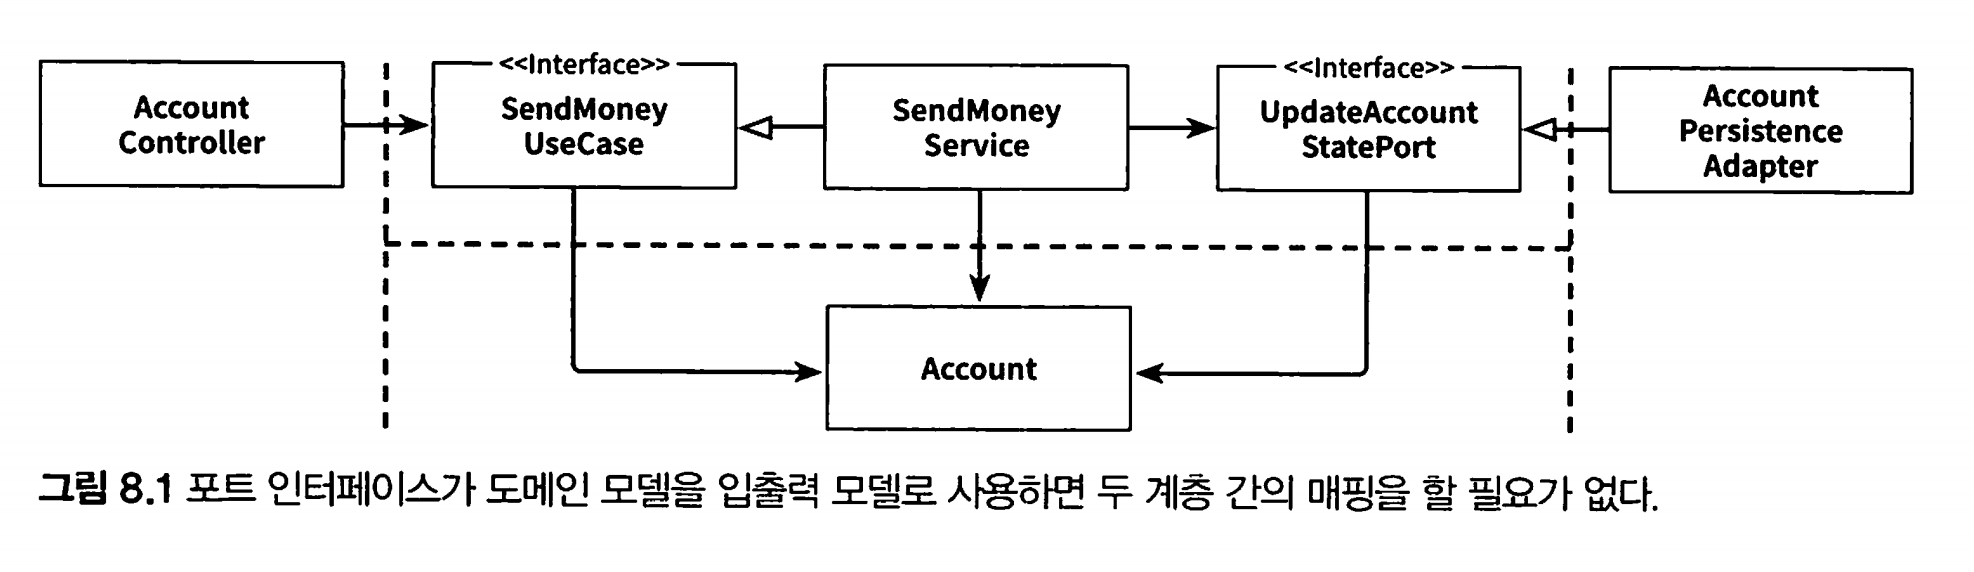 Account
Controller
<<Interface>>
SendMoney
UseCase
SendMoney
Service
<<Interface>>
UpdateAccount
StatePort
Account
Persistence
Adapter
Account
그림 8.1 포트 인터페이스가 도메인 모델을 입출력 모델로 사용하면 두 계층 간의 매핑을 할 필요가 없다.